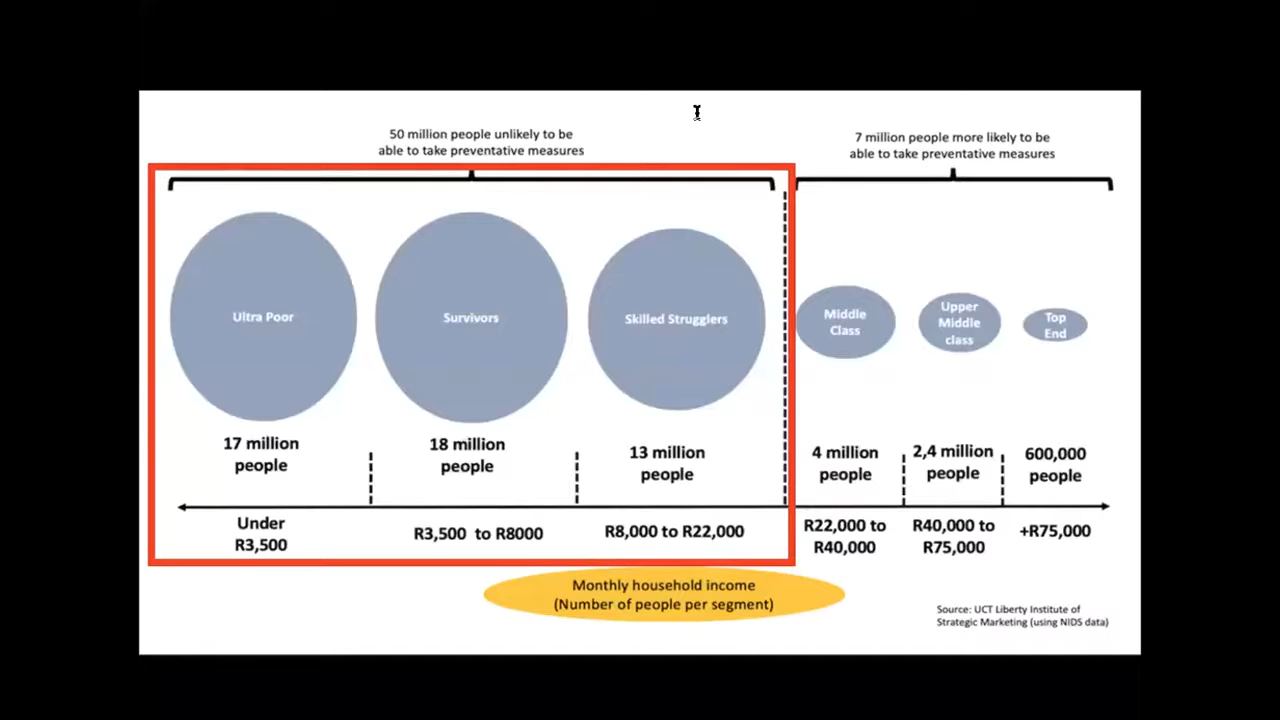 50 million people unlikely to be
able to take preventative measures
7 million people more likely to be
able to take preventative measures
Ultra Poor
Survivors
Skilled Strugglers
Middle
Class
Upper
Middle
class
Top
End
17 million
people
18 million
people
13 million
people
4 million
people
2,4 million
people
600,000
people
Under
R3,500
R3,500 to R8000
R8,000 to R22,000
R22,000 to
R40,000
R40,000 to
R75,000
+R75,000
Monthly household income
(Number of people per segment)
Source: UCT Liberty Institute of
Strategic Marketing (using NIDS data)